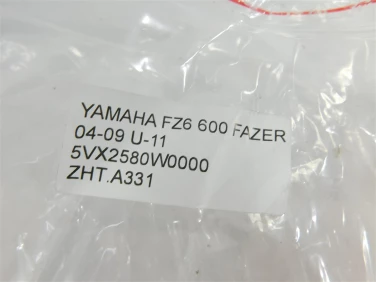 YAMAHA FZ6 600 FAZER
04-09 U-11
5VX2580W0000
ZHT.A331